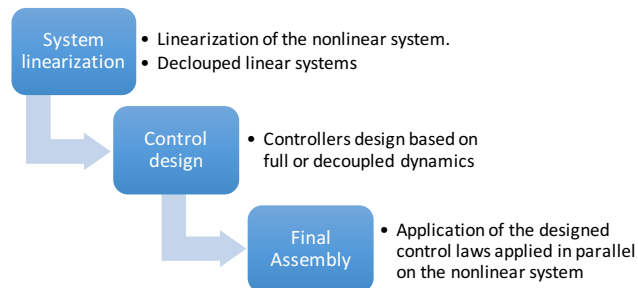 System
linearization
• Linearization of the nonlinear system.
• Declouped linear systems
Control
design
• Controllers design based on
full or decoupled dynamics
Final
Assembly
• Application of the designed
control laws applied in parallel
on the nonlinear system